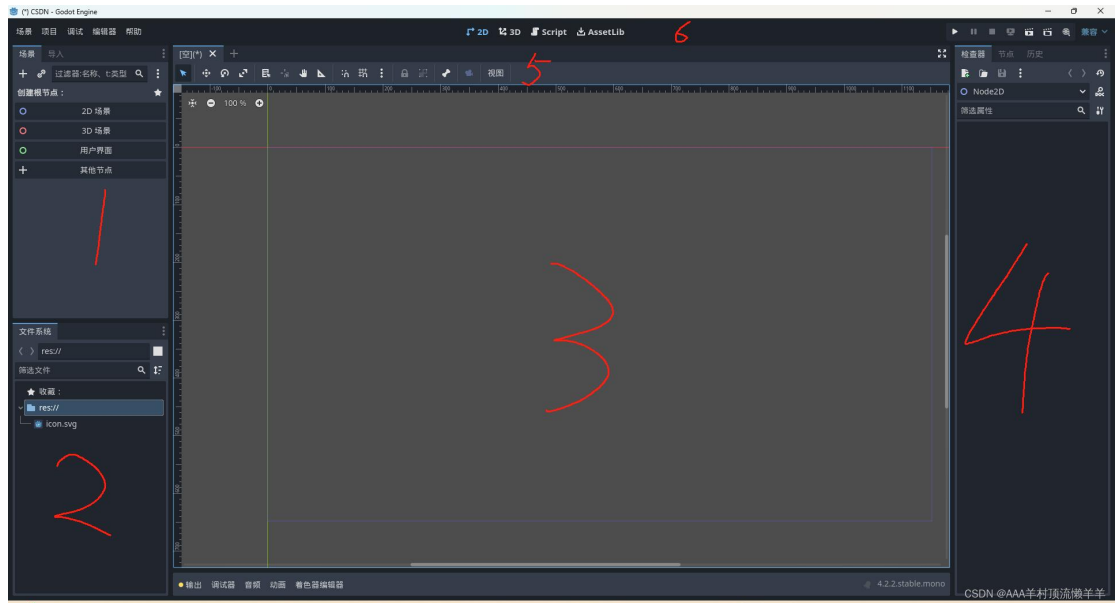 (*) CSDN - Godot Engine
场景 项目 调试 编辑器 帮助
2D 3D Script AssetLib
6
兼容
场景 导入
[空](*)
检查器 节点 历史
过滤器:名称、t:类型
视图
5
创建根节点：
Node2D
2D 场景
100 %
筛选属性
3D 场景
用户界面
其他节点
1
3
4
文件系统
res://
筛选文件
收藏：
res://
icon.svg
2
输出 调试器 音频 动画 着色器编辑器
4.2.2.stable.mono
CSDN @AAA羊村顶流懒羊羊